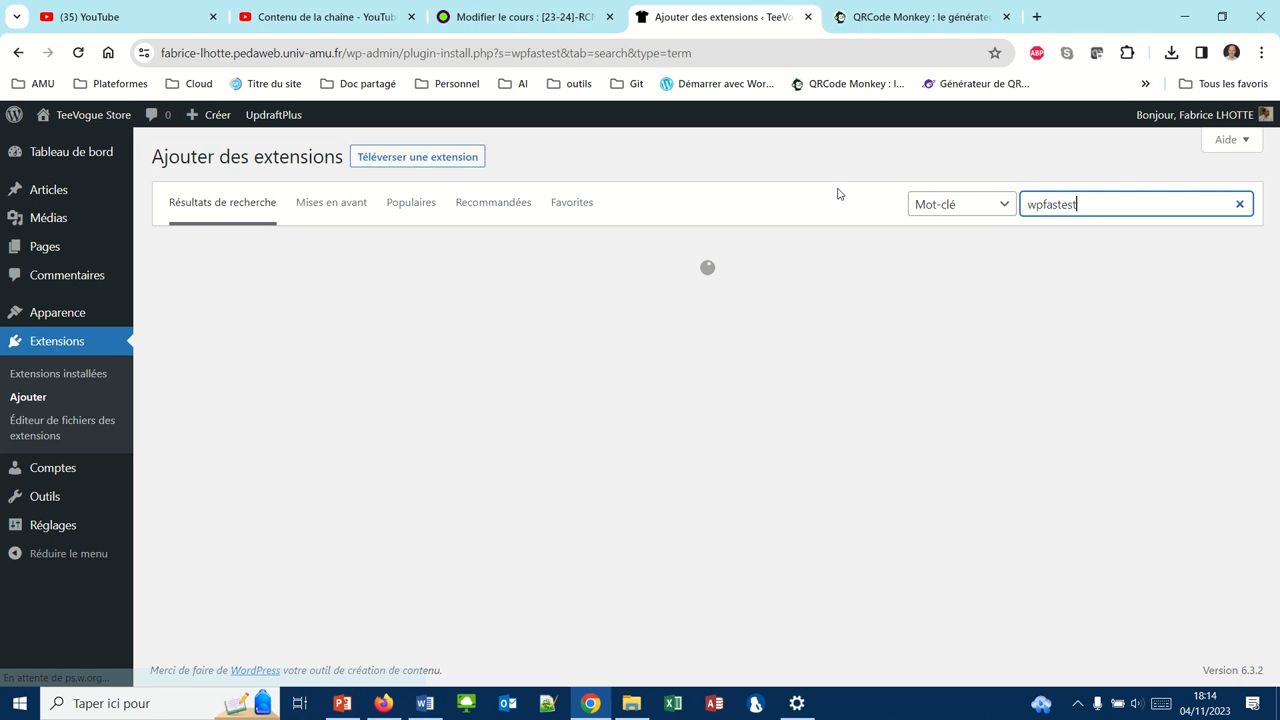 (35) YouTube
Contenu de la chaine - YouTub
Modifier le cours : [23-24]-RCN
Ajouter des extensions ‹ TeeVo
QRCode Monkey : le générateu
fabrice-lhotte.pedaweb.univ-amu.fr/wp-admin/plugin-install.php?s=wpfastest&tab=search&type=term
ABP
AMU
Plateformes
Cloud
Titre du site
Doc partagé
Personnel
AI
outils
Git
Démarrer avec Wor...
QRCode Monkey : l...
Générateur de QR...
»
Tous les favoris
TeeVogue Store
0
Créer
UpdraftPlus
Bonjour, Fabrice LHOTTE
Tableau de bord
Articles
Médias
Pages
Commentaires
Apparence
Extensions
Extensions installées
Ajouter
Éditeur de fichiers des
extensions
Comptes
Outils
Réglages
Réduire le menu
Aide
Ajouter des extensions
Téléverser une extension
Résultats de recherche
Mises en avant
Populaires
Recommandées
Favorites
Mot-clé
wpfastest
Merci de faire de WordPress votre outil de création de contenu.
Version 6.3.2
En attente de ps.w.org...
Taper ici pour
18:14
04/11/2023